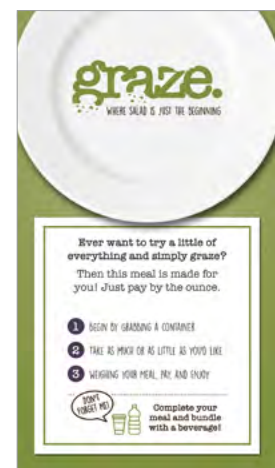 graze.
WHERE SALAD IS JUST THE BEGINNING
Ever want to try a little of
everything and simply graze?
Then this meal is made for
you! Just pay by the ounce.
1 BEGIN BY GRABBING A CONTAINER
2 TAKE AS MUCH OR AS LITTLE AS YOU'D LIKE
3 WEIGHING YOUR MEAL, PAY, AND ENJOY
DON'T
FORGET ME!
Complete your
meal and bundle
with a beverage!